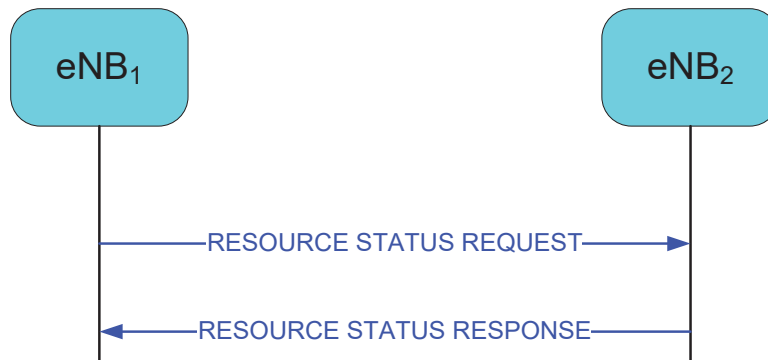 eNB₁
eNB₂
RESOURCE STATUS REQUEST
RESOURCE STATUS RESPONSE